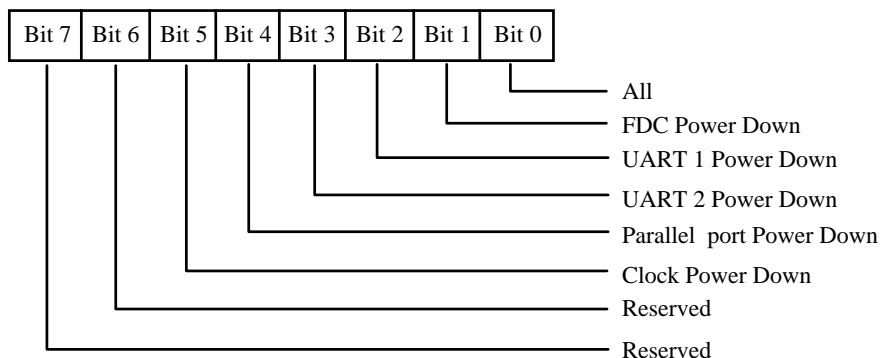 Bit 7 Bit 6 Bit 5 Bit 4 Bit 3 Bit 2 Bit 1 Bit 0
All
FDC Power Down
UART 1 Power Down
UART 2 Power Down
Parallel port Power Down
Clock Power Down
Reserved
Reserved